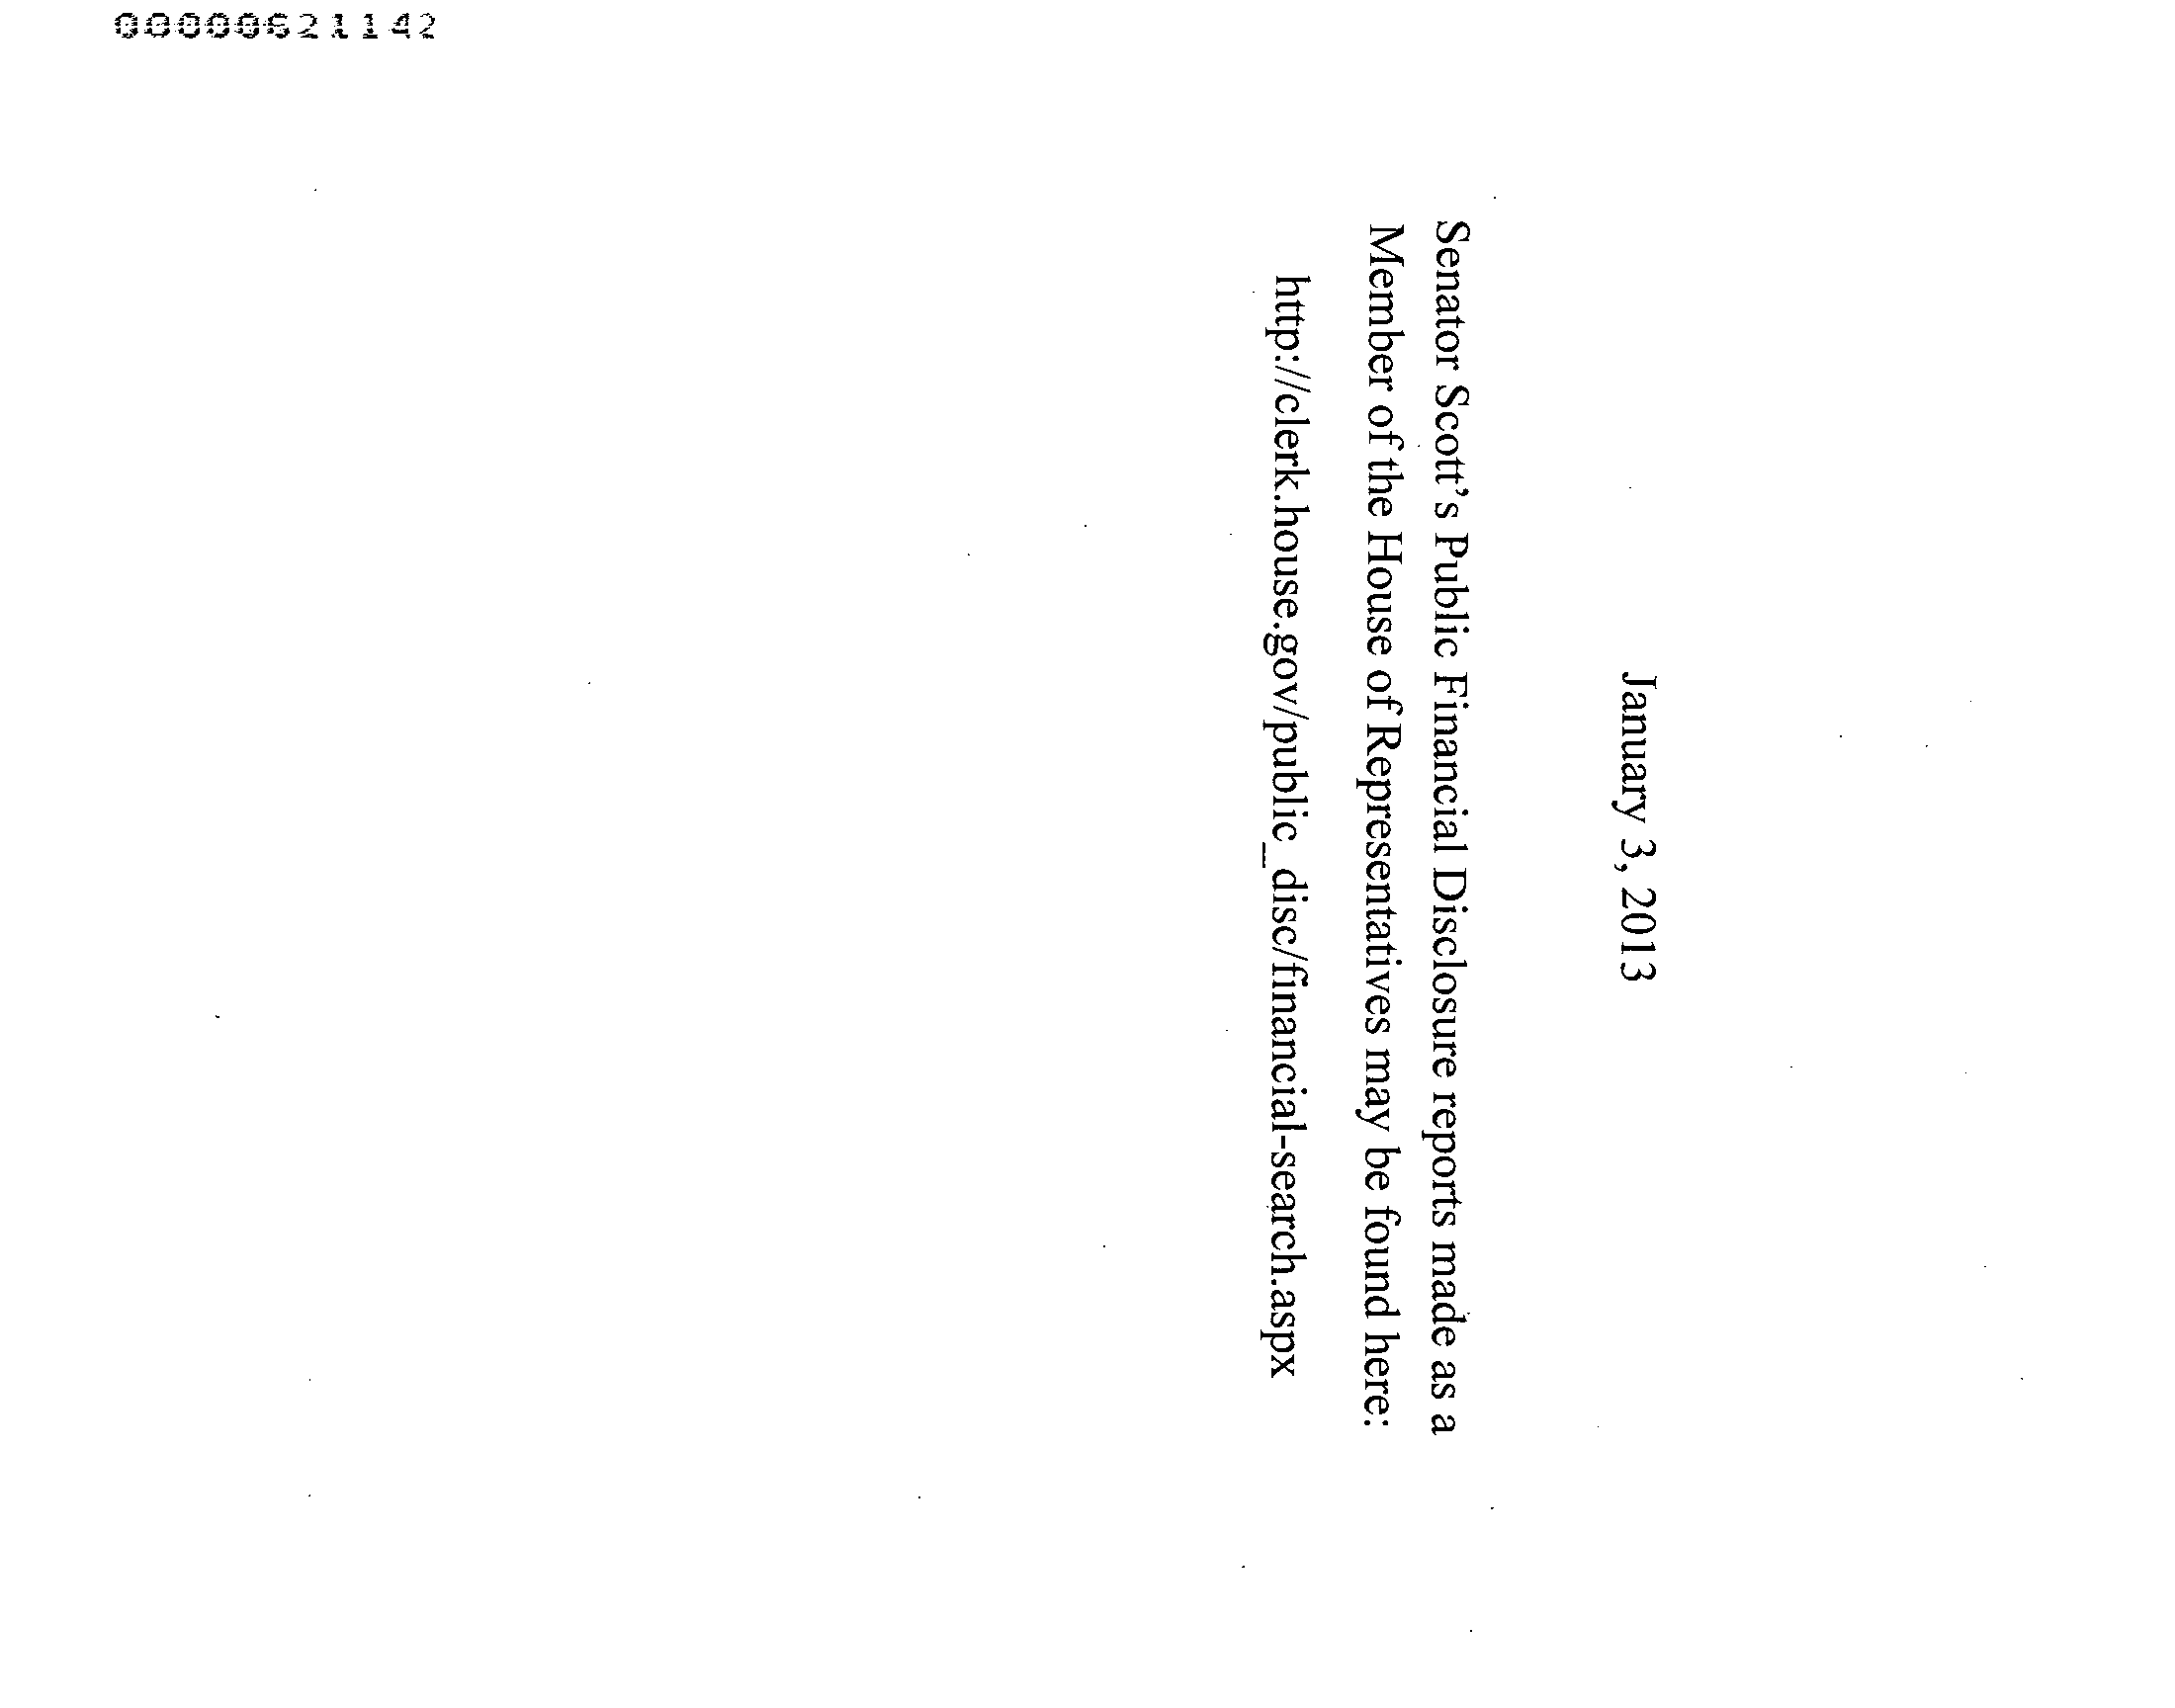 00000621142
January 3, 2013
Senator Scott's Public Financial Disclosure reports made as a
Member of the House of Representatives may be found here:
http://clerk.house.gov/public_disc/financial-search.aspx